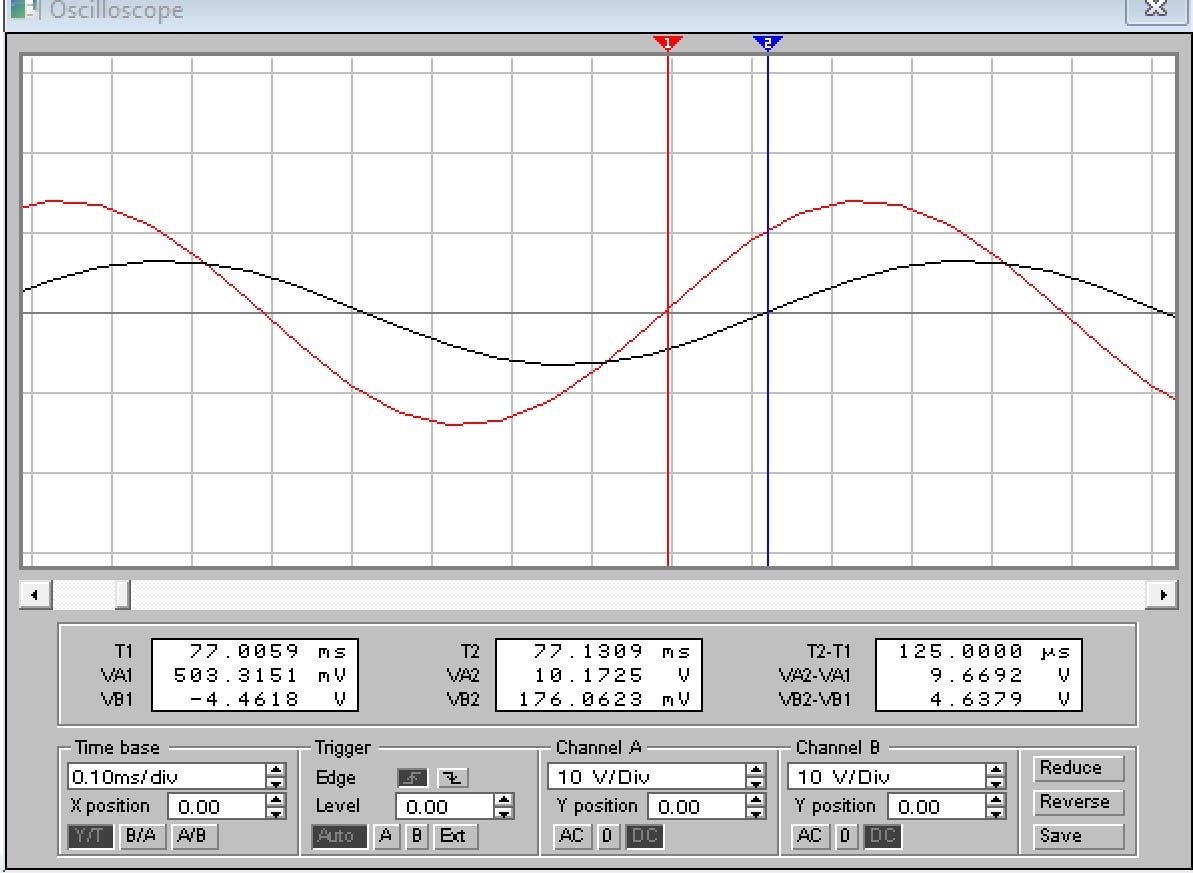 Oscilloscope
1 2
T1 77.0059 ms T2 77.1309 ms T2-T1 125.0000 µs
VA1 503.3151 mV VA2 10.1725 V VA2-VA1 9.6692 V
VB1 -4.4618 V VB2 176.0623 mV VB2-VB1 4.6379 V
Time base Trigger Channel A Channel B
0.10ms/div Edge 10 V/Div 10 V/Div Reduce
X position 0.00 Level 0.00 Y position 0.00 Y position 0.00 Reverse
Y/T B/A A/B Auto A B Ext AC 0 DC AC 0 DC Save